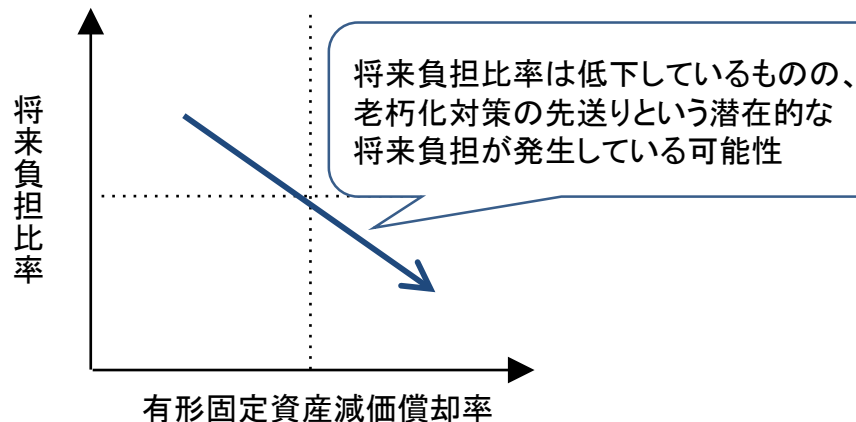 将来負担比率
将来負担比率は低下しているものの、
老朽化対策の先送りという潜在的な
将来負担が発生している可能性
有形固定資産減価償却率